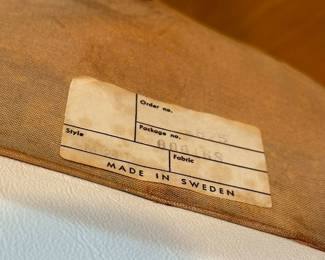 Order no.
Package no.
Style
Fabric
MADE IN SWEDEN